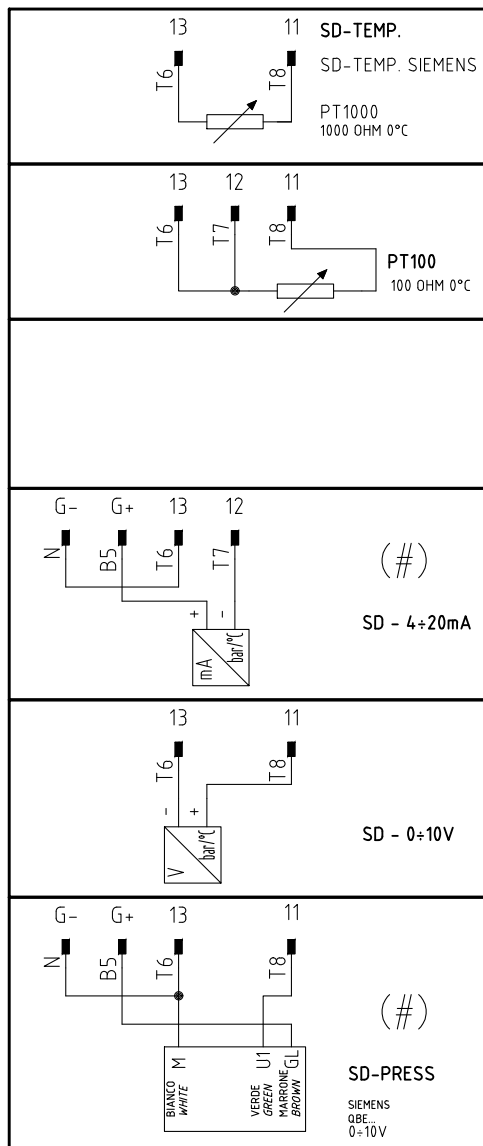 13 11 SD-TEMP.
T6 T8 SD-TEMP. SIEMENS
PT1000
1000 OHM 0°C
13 12 11
T6 T7 T8
PT100
100 OHM 0°C
G- G+ 13 12
N B5 T6 T7
(#)
+ -
SD - 4÷20mA
mA bar/°C
13 11
T6 T8
- +
SD - 0÷10V
V bar/°C
G- G+ 13 11
N B5 T6 T8
(#)
M U1 GL
BIANCO VERDE MARRONE
WHITE GREEN BROWN
SD-PRESS
SIEMENS
QBE...
0÷10V